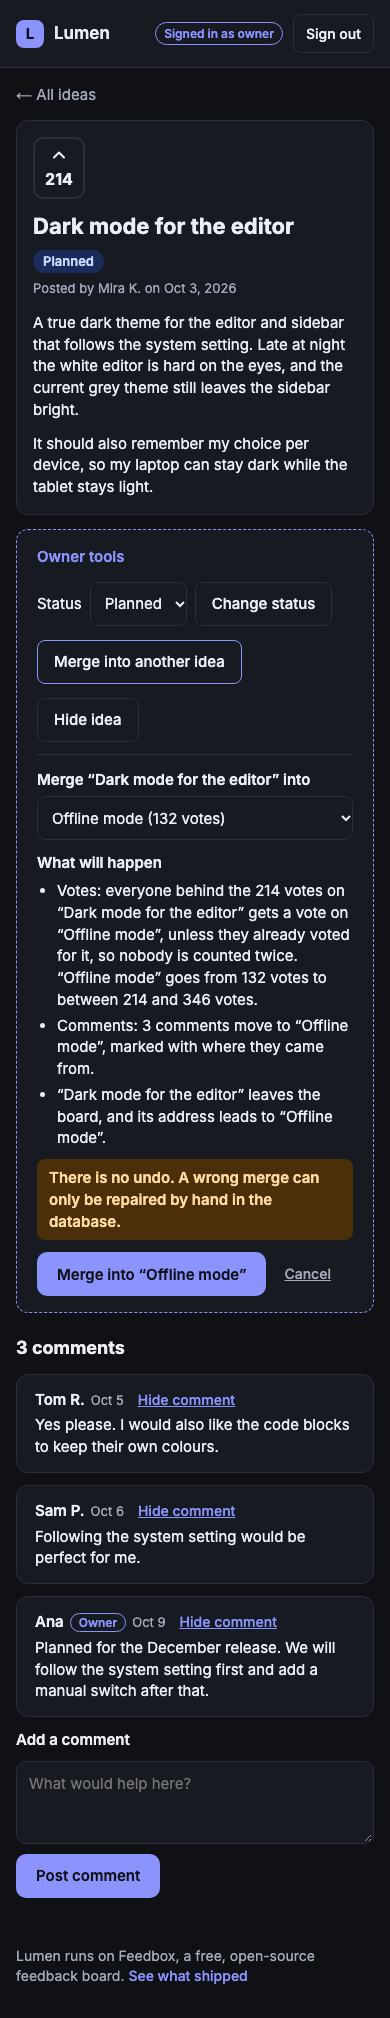 L Lumen Signed in as owner Sign out
← All ideas
214
Dark mode for the editor
Planned
Posted by Mira K. on Oct 3, 2026
A true dark theme for the editor and sidebar
that follows the system setting. Late at night
the white editor is hard on the eyes, and the
current grey theme still leaves the sidebar
bright.
It should also remember my choice per
device, so my laptop can stay dark while the
tablet stays light.
Owner tools
Status Planned Change status
Merge into another idea
Hide idea
Merge “Dark mode for the editor” into
Offline mode (132 votes)
What will happen
• Votes: everyone behind the 214 votes on
“Dark mode for the editor” gets a vote on
“Offline mode”, unless they already voted
for it, so nobody is counted twice.
“Offline mode” goes from 132 votes to
between 214 and 346 votes.
• Comments: 3 comments move to “Offline
mode”, marked with where they came
from.
• “Dark mode for the editor” leaves the
board, and its address leads to “Offline
mode”.
There is no undo. A wrong merge can
only be repaired by hand in the
database.
Merge into “Offline mode” Cancel
3 comments
Tom R. Oct 5 Hide comment
Yes please. I would also like the code blocks
to keep their own colours.
Sam P. Oct 6 Hide comment
Following the system setting would be
perfect for me.
Ana Owner Oct 9 Hide comment
Planned for the December release. We will
follow the system setting first and add a
manual switch after that.
Add a comment
What would help here?
Post comment
Lumen runs on Feedbox, a free, open-source
feedback board. See what shipped